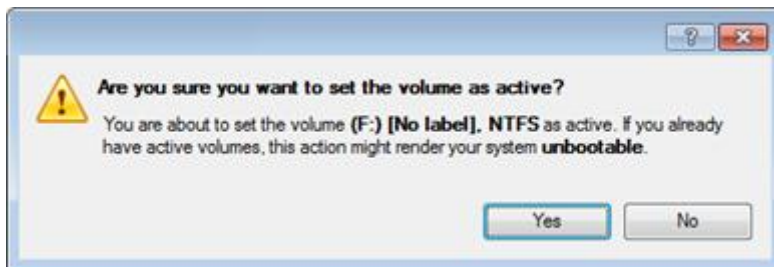 Are you sure you want to set the volume as active?
You are about to set the volume (F:) [No label], NTFS as active. If you already
have active volumes, this action might render your system unbootable.
Yes No